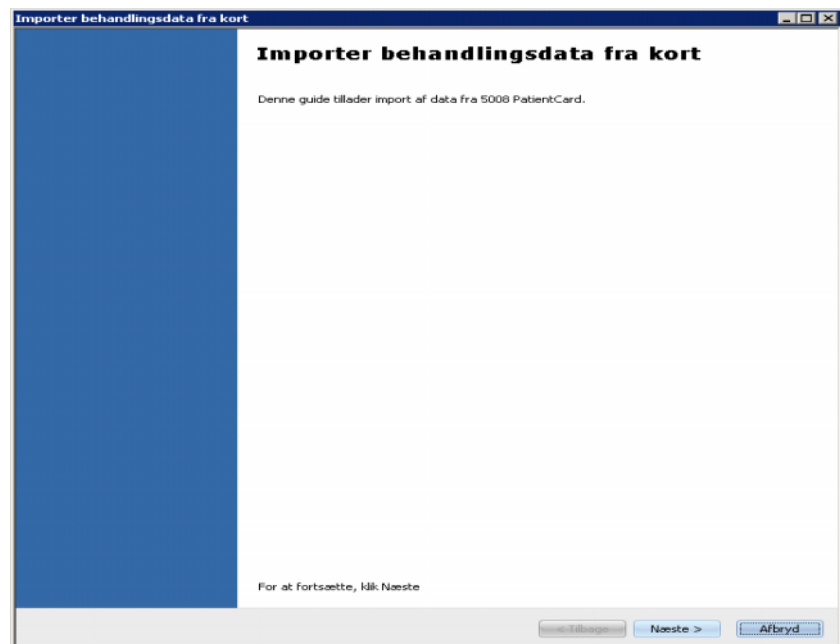 Importer behandlingsdata fra kort
Importer behandlingsdata fra kort
Denne guide tillader import af data fra 5008 PatientCard.
For at fortsætte, klik Næste
< Tilbage Næste > Afbryd